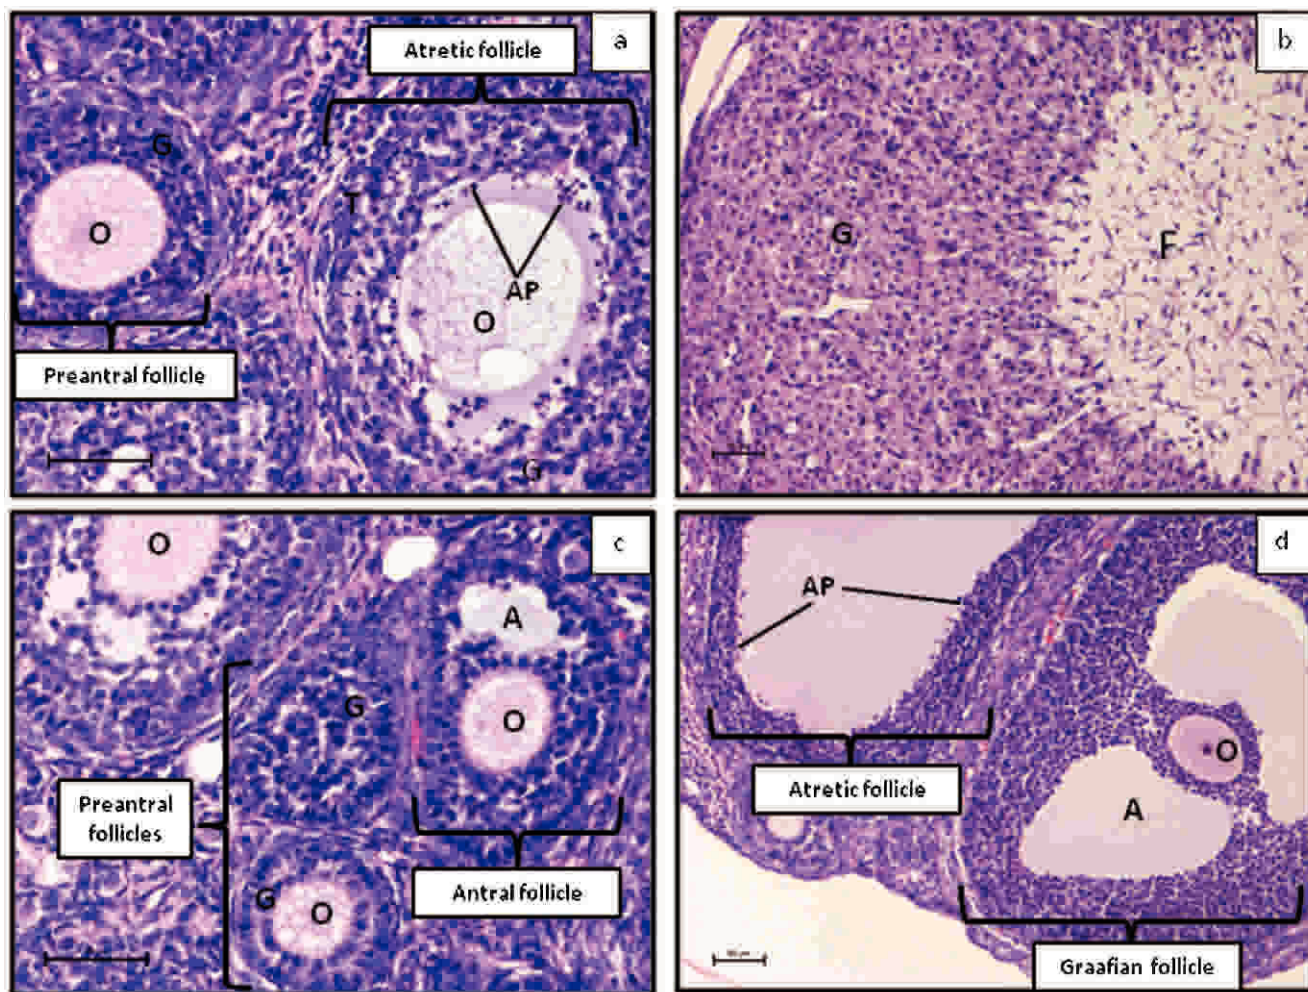 a
Atretic follicle
G
T
O
AP
O
Preantral follicle
G
b
G
F
c
O
A
G
O
Preantral
follicles
G
O
Antral follicle
d
AP
O
Atretic follicle
A
Graafian follicle